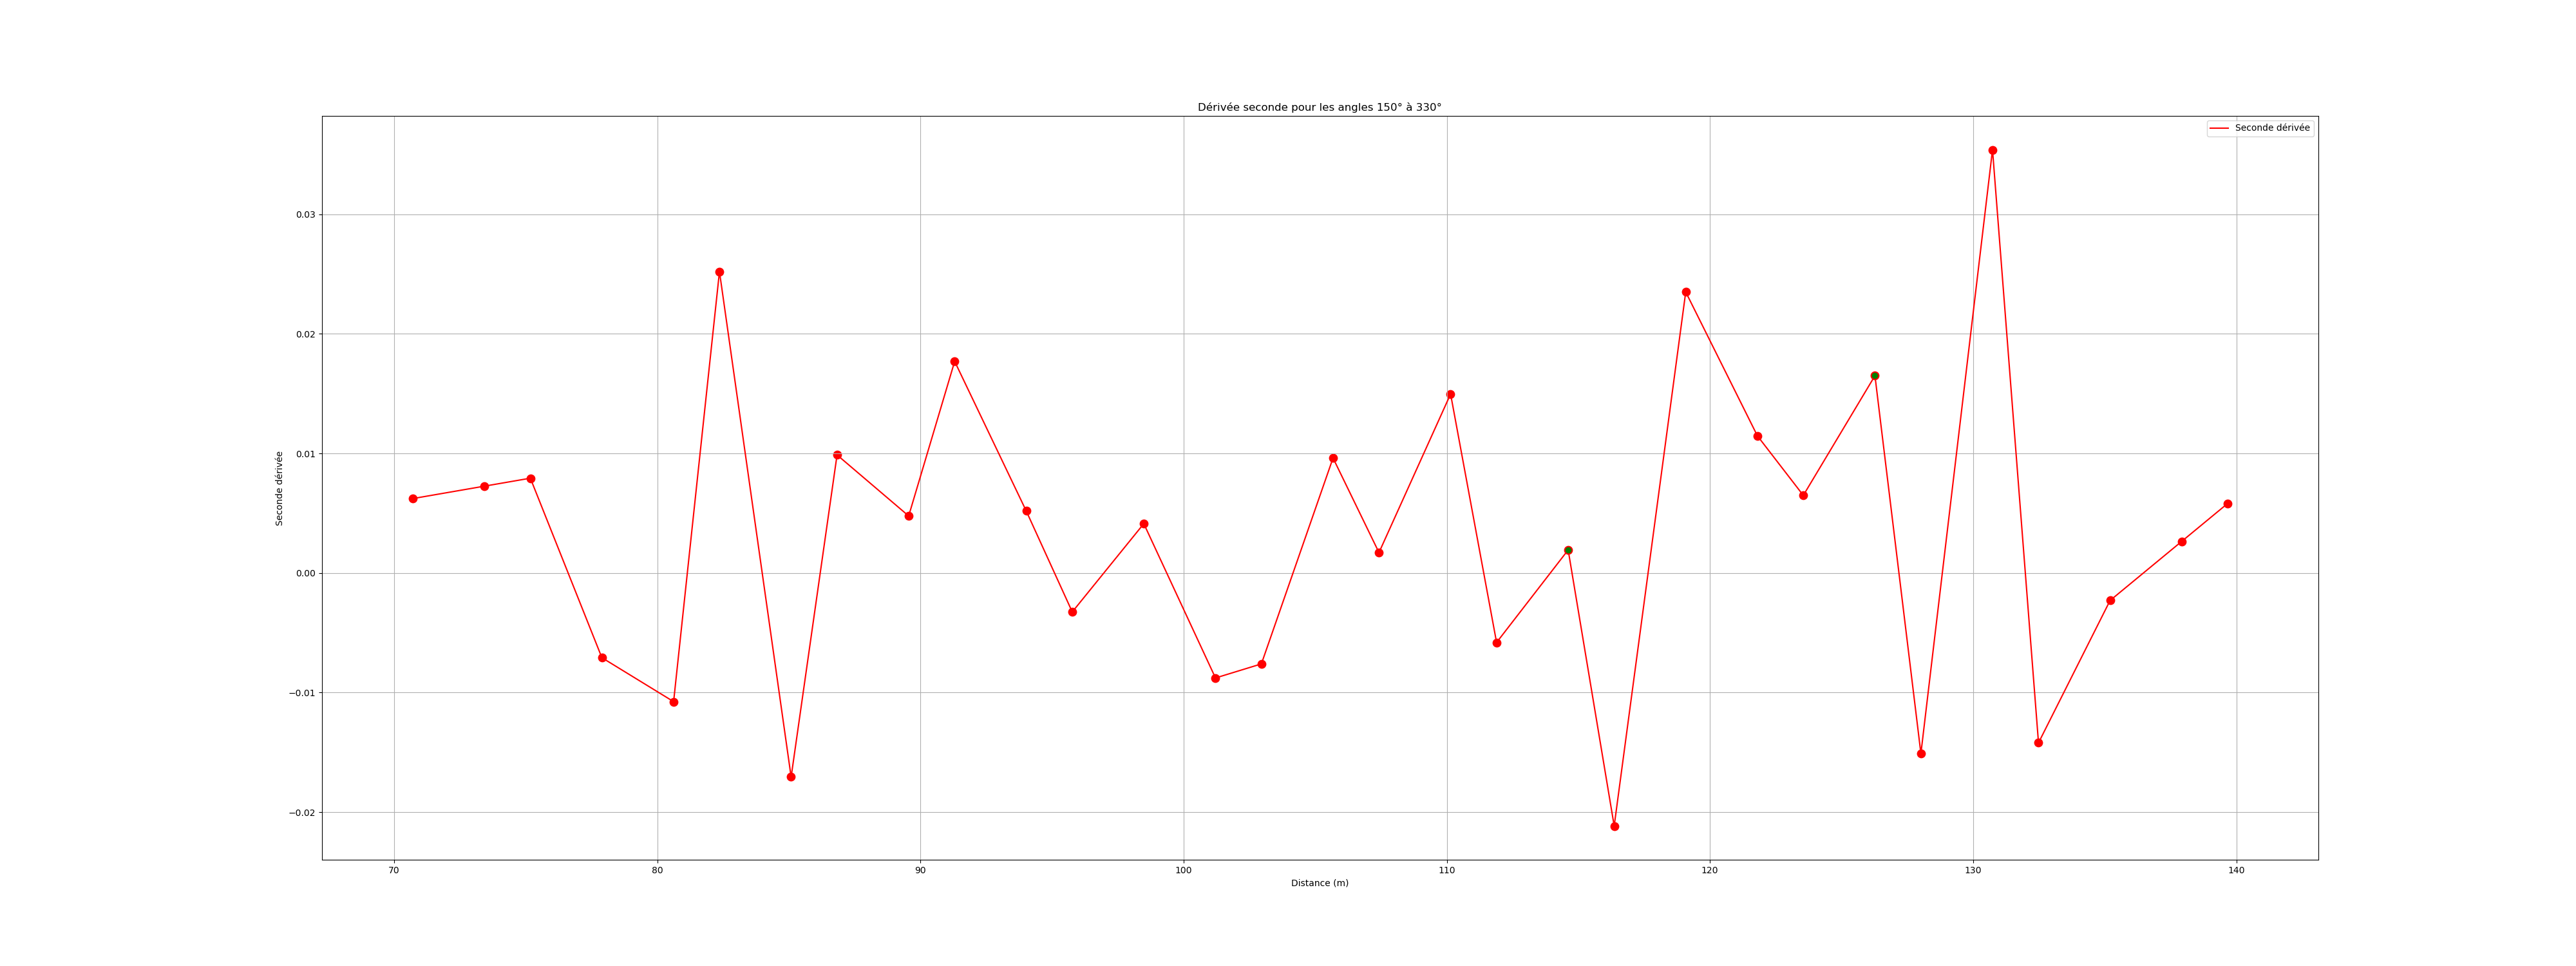 Dérivée seconde pour les angles 150° à 330°
Seconde dérivée
0.03
0.02
0.01
0.00
−0.01
−0.02
Seconde dérivée
70 80 90 100 110 120 130 140
Distance (m)